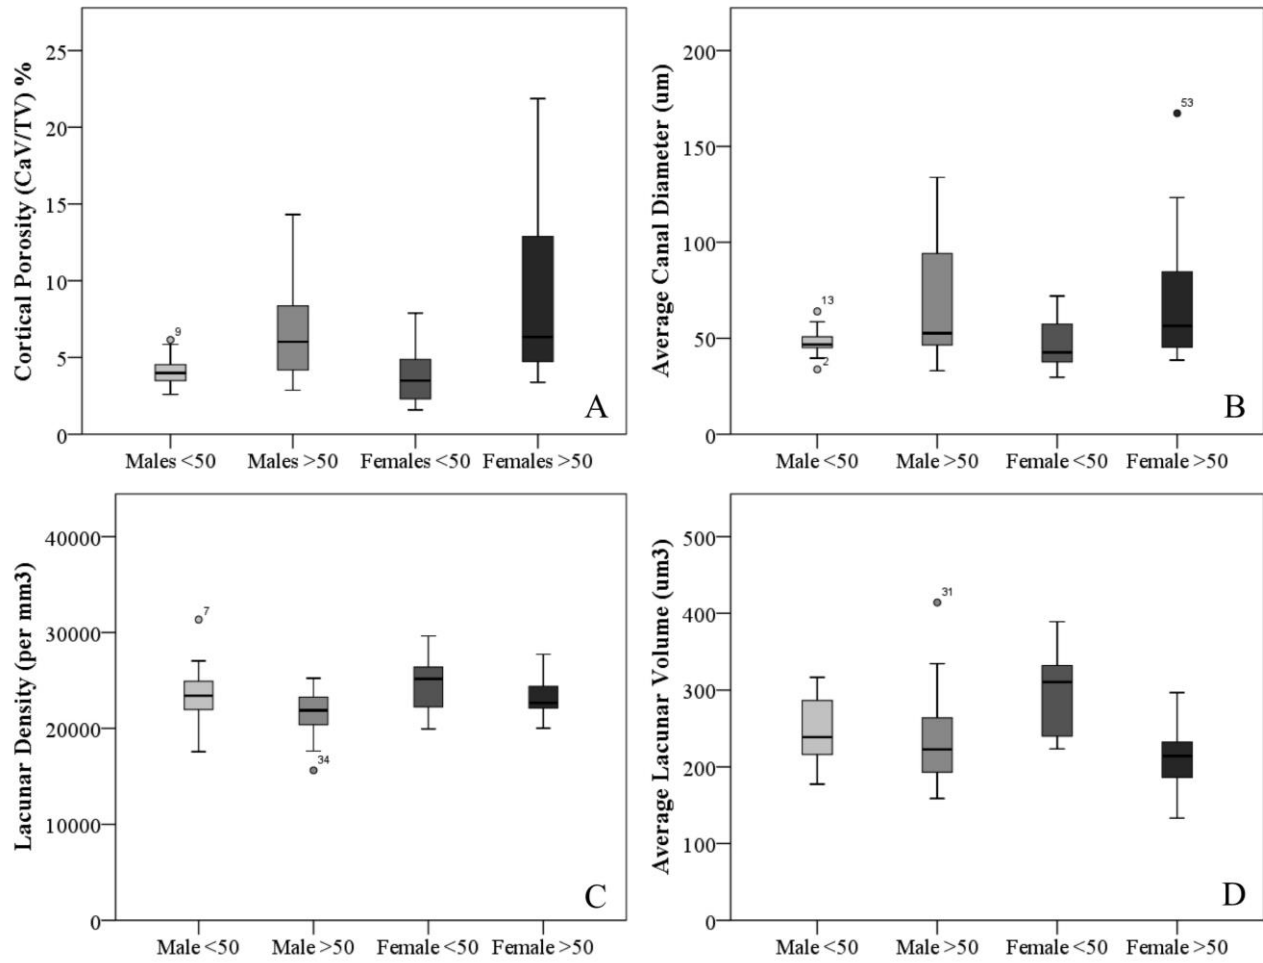 Cortical Porosity (CaV/TV) %
25
20
15
10
5
0
9
A
Males <50
Males >50
Females <50
Females >50
Average Canal Diameter (um)
200
150
100
50
0
13
2
53
B
Male <50
Male >50
Female <50
Female >50
Lacunar Density (per mm3)
40000
30000
20000
10000
0
7
34
C
Male <50
Male >50
Female <50
Female >50
Average Lacunar Volume (um3)
500
400
300
200
100
0
31
D
Male <50
Male >50
Female <50
Female >50